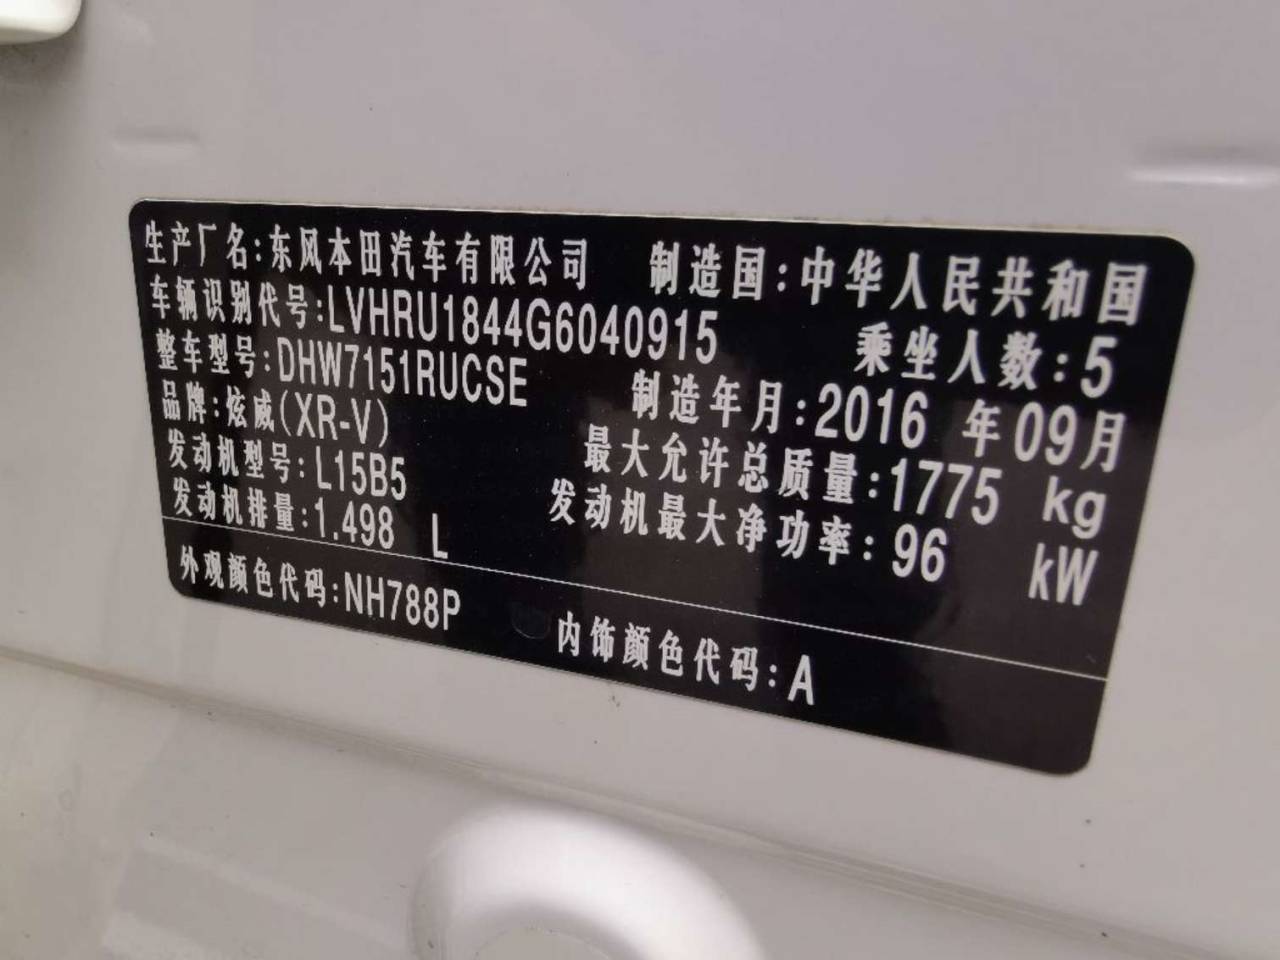 生产厂名:东风本田汽车有限公司 制造国:中华人民共和国
车辆识别代号:LVHRU1844G6040915 乘坐人数:5
整车型号:DHW7151RUCSE 制造年月:2016 年09月
品牌:炫威(XR-V) 最大允许总质量:1775 kg
发动机型号:L15B5 发动机最大净功率:96 kW
发动机排量:1.498 L
外观颜色代码:NH788P 内饰颜色代码:A